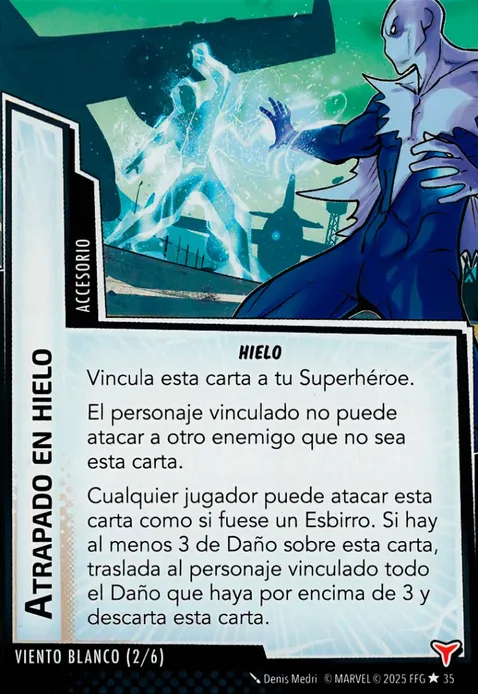 ACCESORIO
ATRAPADO EN HIELO
HIELO
Vincula esta carta a tu Superhéroe.
El personaje vinculado no puede
atacar a otro enemigo que no sea
esta carta.
Cualquier jugador puede atacar esta
carta como si fuese un Esbirro. Si hay
al menos 3 de Daño sobre esta carta,
traslada al personaje vinculado todo
el Daño que haya por encima de 3 y
descarta esta carta.
VIENTO BLANCO (2/6)
Denis Medri © MARVEL © 2025 FFG ★ 35